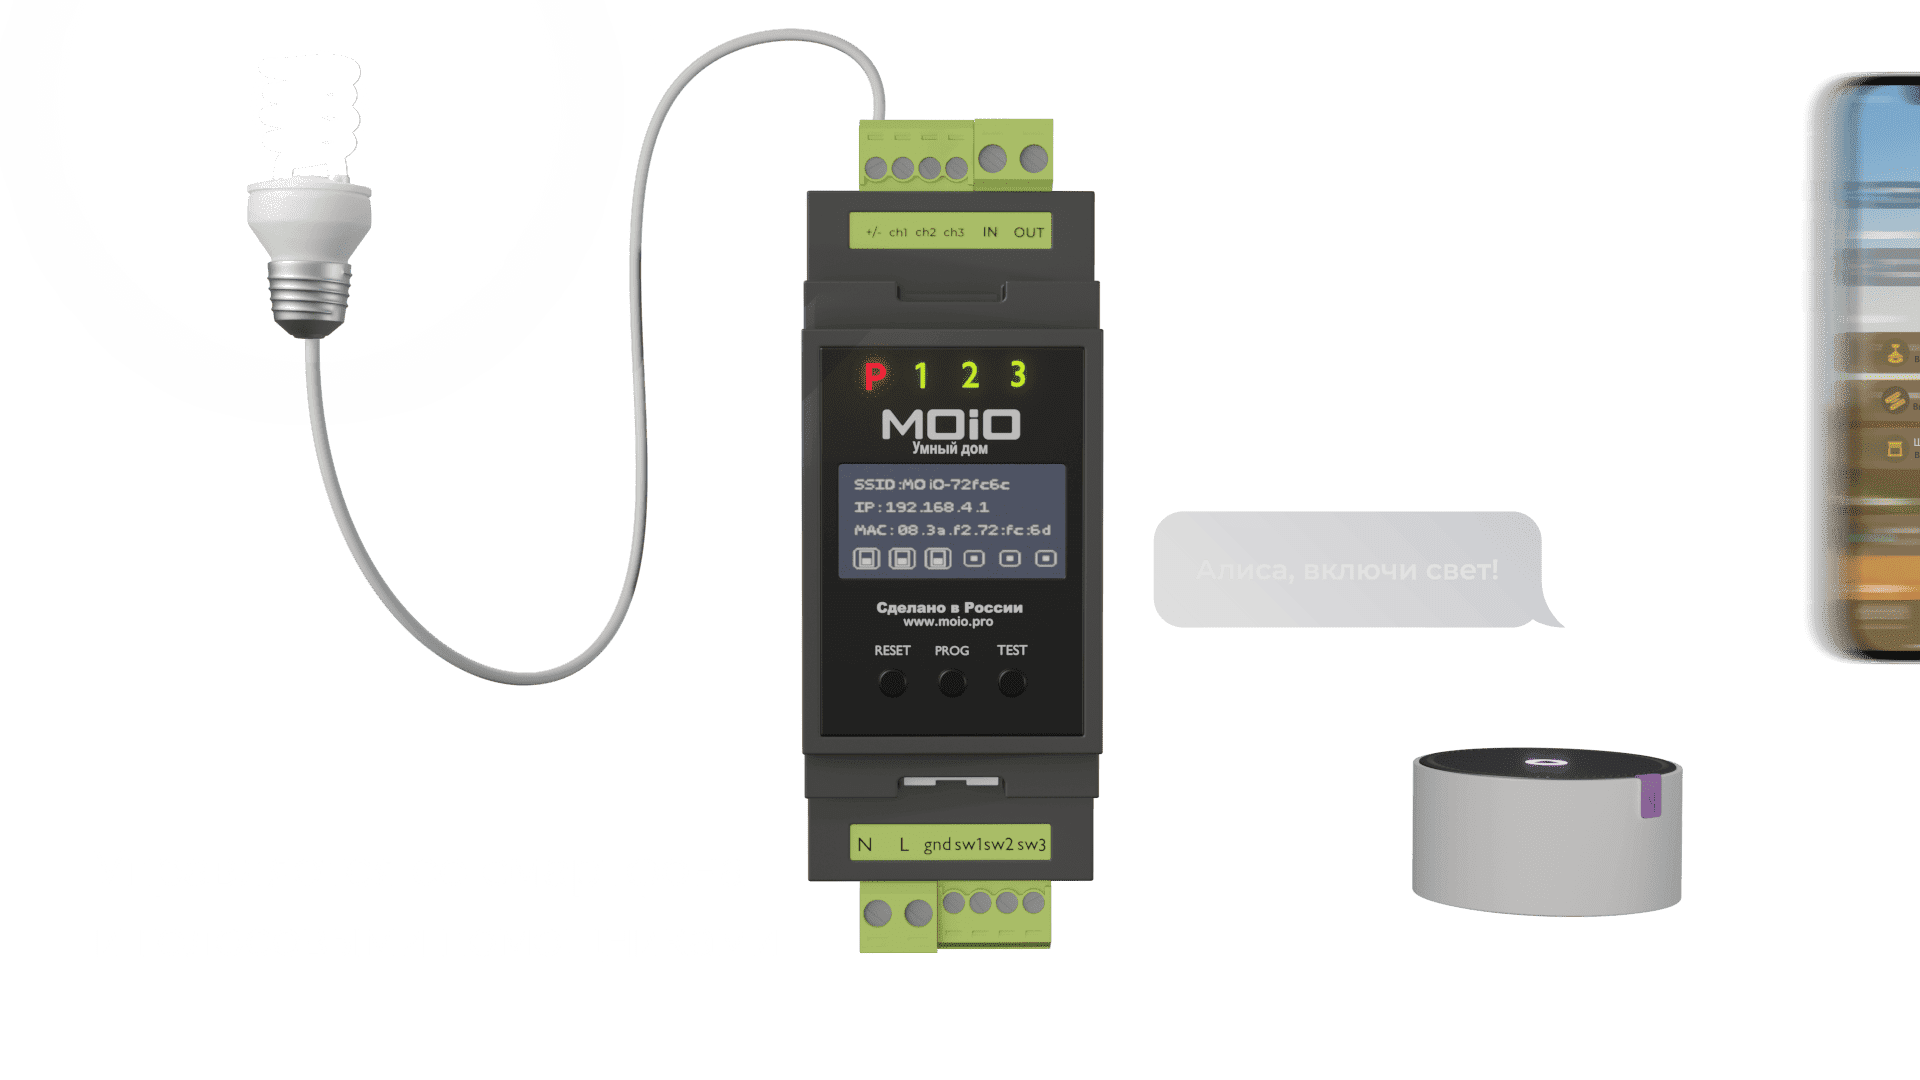 +/- ch1 ch2 ch3 IN OUT
P 1 2 3
MOiO
Умный дом
SSID:MOiO-72fc6c
IP:192.168.4.1
MAC:08.3a.f2.72:fc:6d
Сделано в России
www.moio.pro
RESET PROG TEST
N L gnd sw1 sw2 sw3
Алиса, включи свет!